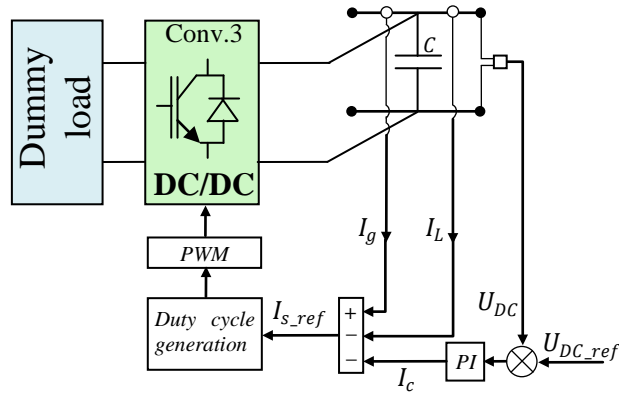 Dummy
load
Conv.3
DC/DC
C
I_g
I_L
PWM
U_DC
Duty cycle
generation
I_s_ref
+
−
−
I_c
PI
U_DC_ref